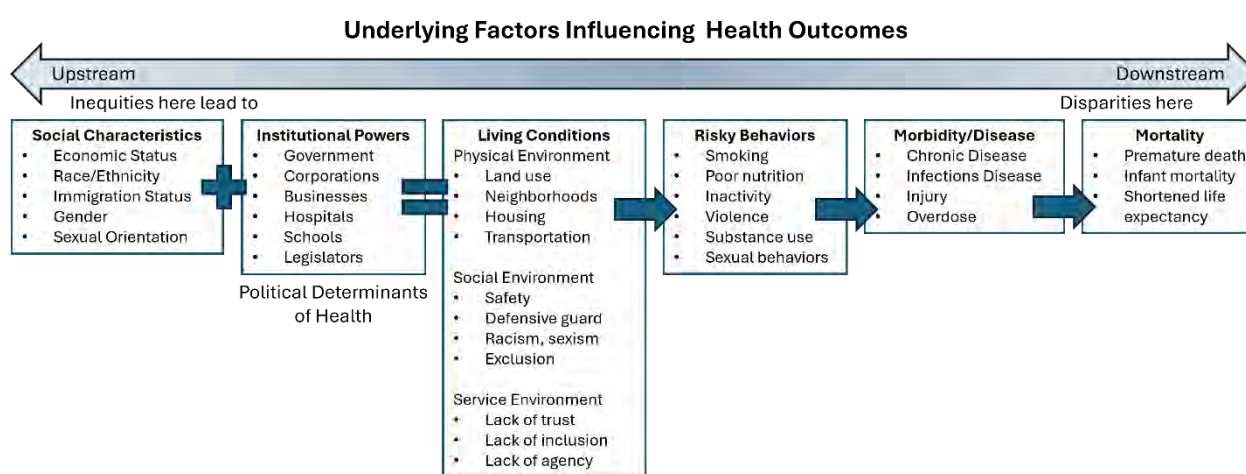 Underlying Factors Influencing Health Outcomes
Upstream
Downstream
Inequities here lead to
Disparities here
Social Characteristics
• Economic Status
• Race/Ethnicity
• Immigration Status
• Gender
• Sexual Orientation
Institutional Powers
• Government
• Corporations
• Businesses
• Hospitals
• Schools
• Legislators
Political Determinants
of Health
Living Conditions
Physical Environment
• Land use
• Neighborhoods
• Housing
• Transportation
Social Environment
• Safety
• Defensive guard
• Racism, sexism
• Exclusion
Service Environment
• Lack of trust
• Lack of inclusion
• Lack of agency
Risky Behaviors
• Smoking
• Poor nutrition
• Inactivity
• Violence
• Substance use
• Sexual behaviors
Morbidity/Disease
• Chronic Disease
• Infections Disease
• Injury
• Overdose
Mortality
• Premature death
• Infant mortality
• Shortened life
expectancy